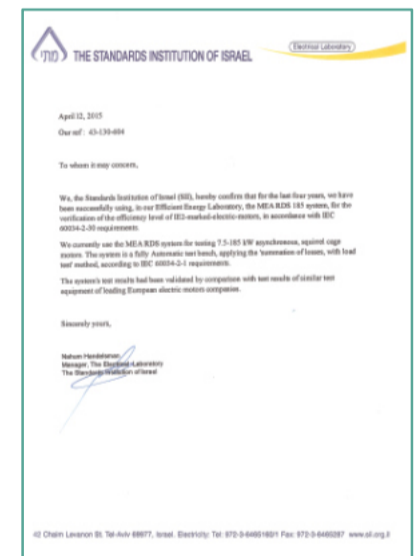 מתי THE STANDARDS INSTITUTION OF ISRAEL
Electrical Laboratory
April 12, 2015
Our ref : 43-130-604
To whom it may concern,
We, the Standards Institution of Israel (SII), hereby confirm that for the last four years, we have
been successfully using, in our Efficient Energy Laboratory, the MEA RDS 185 system, for the
verification of the efficiency level of IE2-marked-electric-motors, in accordance with IEC
60034-2-30 requirements.
We currently use the MEA RDS system for testing 7.5-185 kW asynchronous, squired cage
motors. The system is a fully Automatic test bench, applying the 'summation of losses, with load
test' method, according to IEC 60034-2-1 requirements.
The system's test results had been validated by comparison with test results of similar test
equipment of leading European electric motors companies.
Sincerely yours,
Nahum Handelsman
Manager, The Electrical Laboratory
The Standards Institution of Israel
42 Chaim Levanon St. Tel-Aviv 69977, Israel. Electricity: Tel: 972-3-6465160/1 Fax: 972-3-6465097 www.sii.org.il